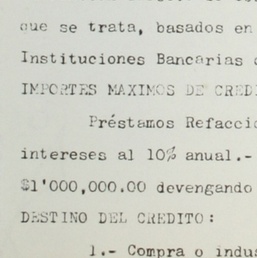 que se trata, basados en
Instituciones Bancarias
IMPORTES MAXIMOS DE CREDI
Préstamos Refaccio
intereses al 10% anual.-
$1'000,000.00 devengando
DESTINO DEL CREDITO:
1.- Compra o indus